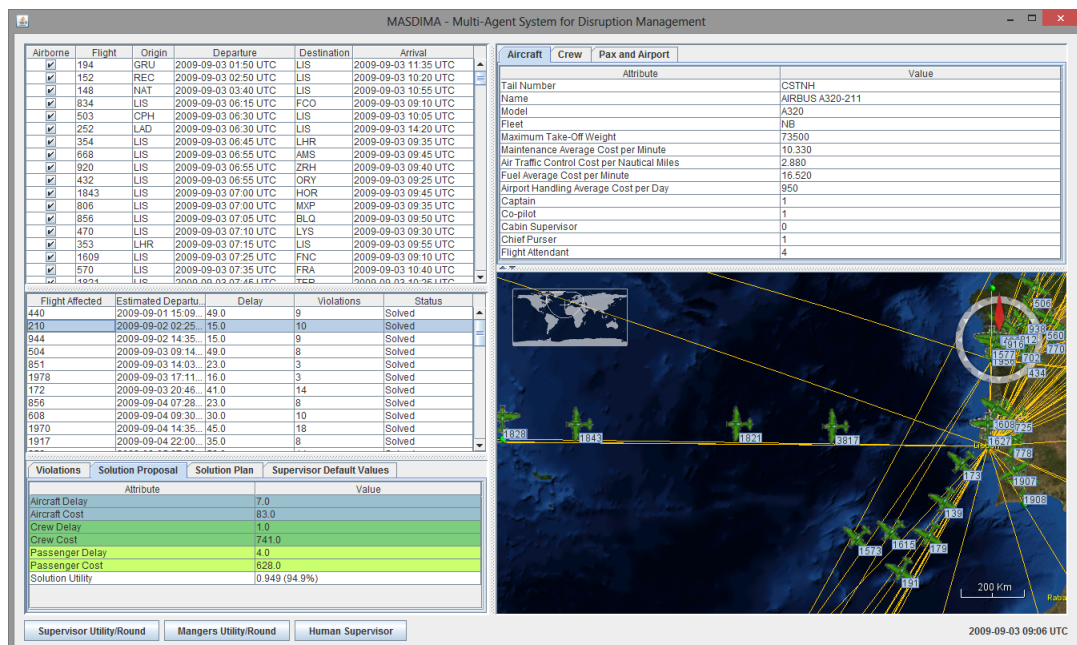 MASDIMA - Multi-Agent System for Disruption Management
Airborne Flight Origin Departure Destination Arrival
194 GRU 2009-09-03 01:50 UTC LIS 2009-09-03 11:35 UTC
152 REC 2009-09-03 02:50 UTC LIS 2009-09-03 10:20 UTC
148 NAT 2009-09-03 03:40 UTC LIS 2009-09-03 10:55 UTC
834 LIS 2009-09-03 06:15 UTC FCO 2009-09-03 09:10 UTC
503 CPH 2009-09-03 06:30 UTC LIS 2009-09-03 10:05 UTC
252 LAD 2009-09-03 06:30 UTC LIS 2009-09-03 14:20 UTC
354 LIS 2009-09-03 06:45 UTC LHR 2009-09-03 09:35 UTC
668 LIS 2009-09-03 06:55 UTC AMS 2009-09-03 09:45 UTC
920 LIS 2009-09-03 06:55 UTC ZRH 2009-09-03 09:40 UTC
432 LIS 2009-09-03 06:55 UTC ORY 2009-09-03 09:25 UTC
1843 LIS 2009-09-03 07:00 UTC HOR 2009-09-03 09:45 UTC
806 LIS 2009-09-03 07:00 UTC MXP 2009-09-03 09:35 UTC
856 LIS 2009-09-03 07:05 UTC BLQ 2009-09-03 09:50 UTC
470 LIS 2009-09-03 07:10 UTC LYS 2009-09-03 09:30 UTC
353 LHR 2009-09-03 07:15 UTC LIS 2009-09-03 09:55 UTC
1609 LIS 2009-09-03 07:25 UTC FNC 2009-09-03 09:10 UTC
570 LIS 2009-09-03 07:35 UTC FRA 2009-09-03 10:40 UTC
1821 LIS 2009-09-03 07:45 UTC TER 2009-09-03 10:25 UTC
Flight Affected Estimated Departu... Delay Violations Status
440 2009-09-01 15:09... 49.0 9 Solved
210 2009-09-02 02:25... 15.0 10 Solved
944 2009-09-02 14:35... 15.0 9 Solved
504 2009-09-03 09:14... 49.0 8 Solved
851 2009-09-03 14:03... 23.0 3 Solved
1978 2009-09-03 17:11... 16.0 3 Solved
172 2009-09-03 20:46... 41.0 14 Solved
856 2009-09-04 07:28... 23.0 8 Solved
608 2009-09-04 09:30... 30.0 10 Solved
1970 2009-09-04 14:35... 45.0 18 Solved
1917 2009-09-04 22:00... 35.0 8 Solved
Violations Solution Proposal Solution Plan Supervisor Default Values
Attribute Value
Aircraft Delay 7.0
Aircraft Cost 83.0
Crew Delay 1.0
Crew Cost 741.0
Passenger Delay 4.0
Passenger Cost 628.0
Solution Utility 0.949 (94.9%)
Supervisor Utility/Round Mangers Utility/Round Human Supervisor
Aircraft Crew Pax and Airport
Attribute Value
Tail Number CSTNH
Name AIRBUS A320-211
Model A320
Fleet NB
Maximum Take-Off Weight 73500
Maintenance Average Cost per Minute 10.330
Air Traffic Control Cost per Nautical Miles 2.880
Fuel Average Cost per Minute 16.520
Airport Handling Average Cost per Day 950
Captain 1
Co-pilot 1
Cabin Supervisor 0
Chief Purser 1
Flight Attendant 4
506
938
560
916 812
770
1577 702
434
608 725
1828 1843 1821 3817 1627
778
173
1907
1908
139
1573 1615 179
191
200 Km
Raba
2009-09-03 09:06 UTC